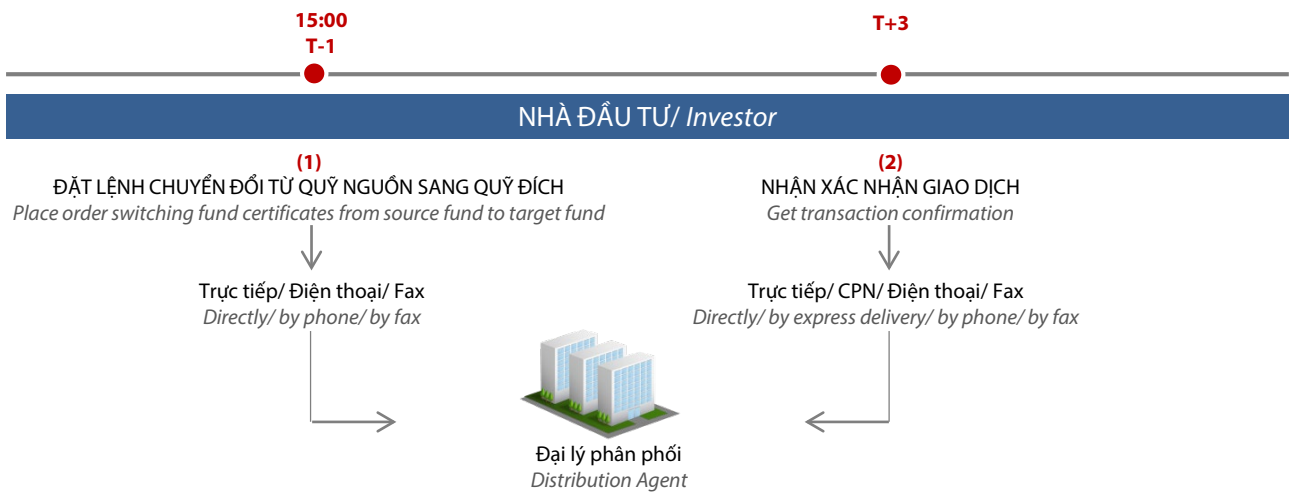 15:00
T-1
T+3
NHÀ ĐẦU TƯ/ Investor
(1)
ĐẶT LỆNH CHUYỂN ĐỔI TỪ QUỸ NGUỒN SANG QUỸ ĐÍCH
Place order switching fund certificates from source fund to target fund
Trực tiếp/ Điện thoại/ Fax
Directly/ by phone/ by fax
(2)
NHẬN XÁC NHẬN GIAO DỊCH
Get transaction confirmation
Trực tiếp/ CPN/ Điện thoại/ Fax
Directly/ by express delivery/ by phone/ by fax
Đại lý phân phối
Distribution Agent